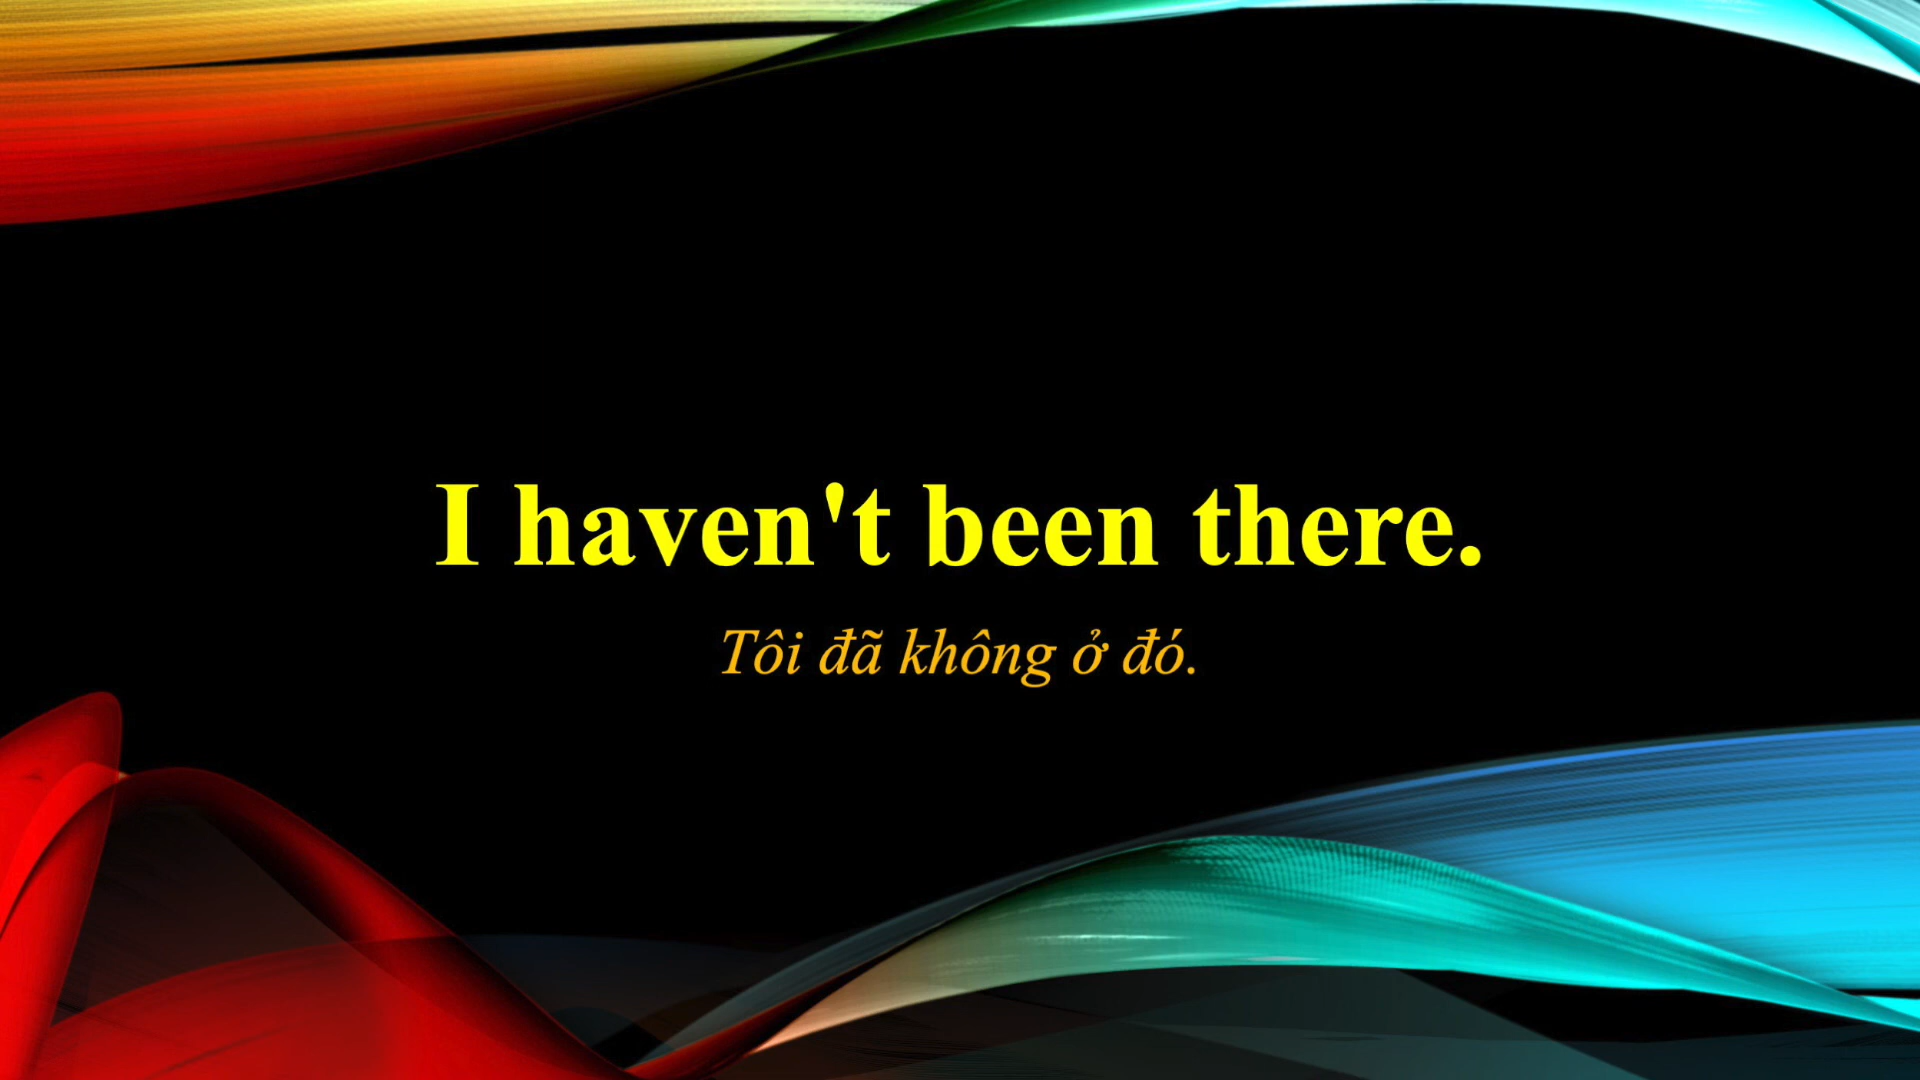 I haven't been there.
Tôi đã không ở đó.